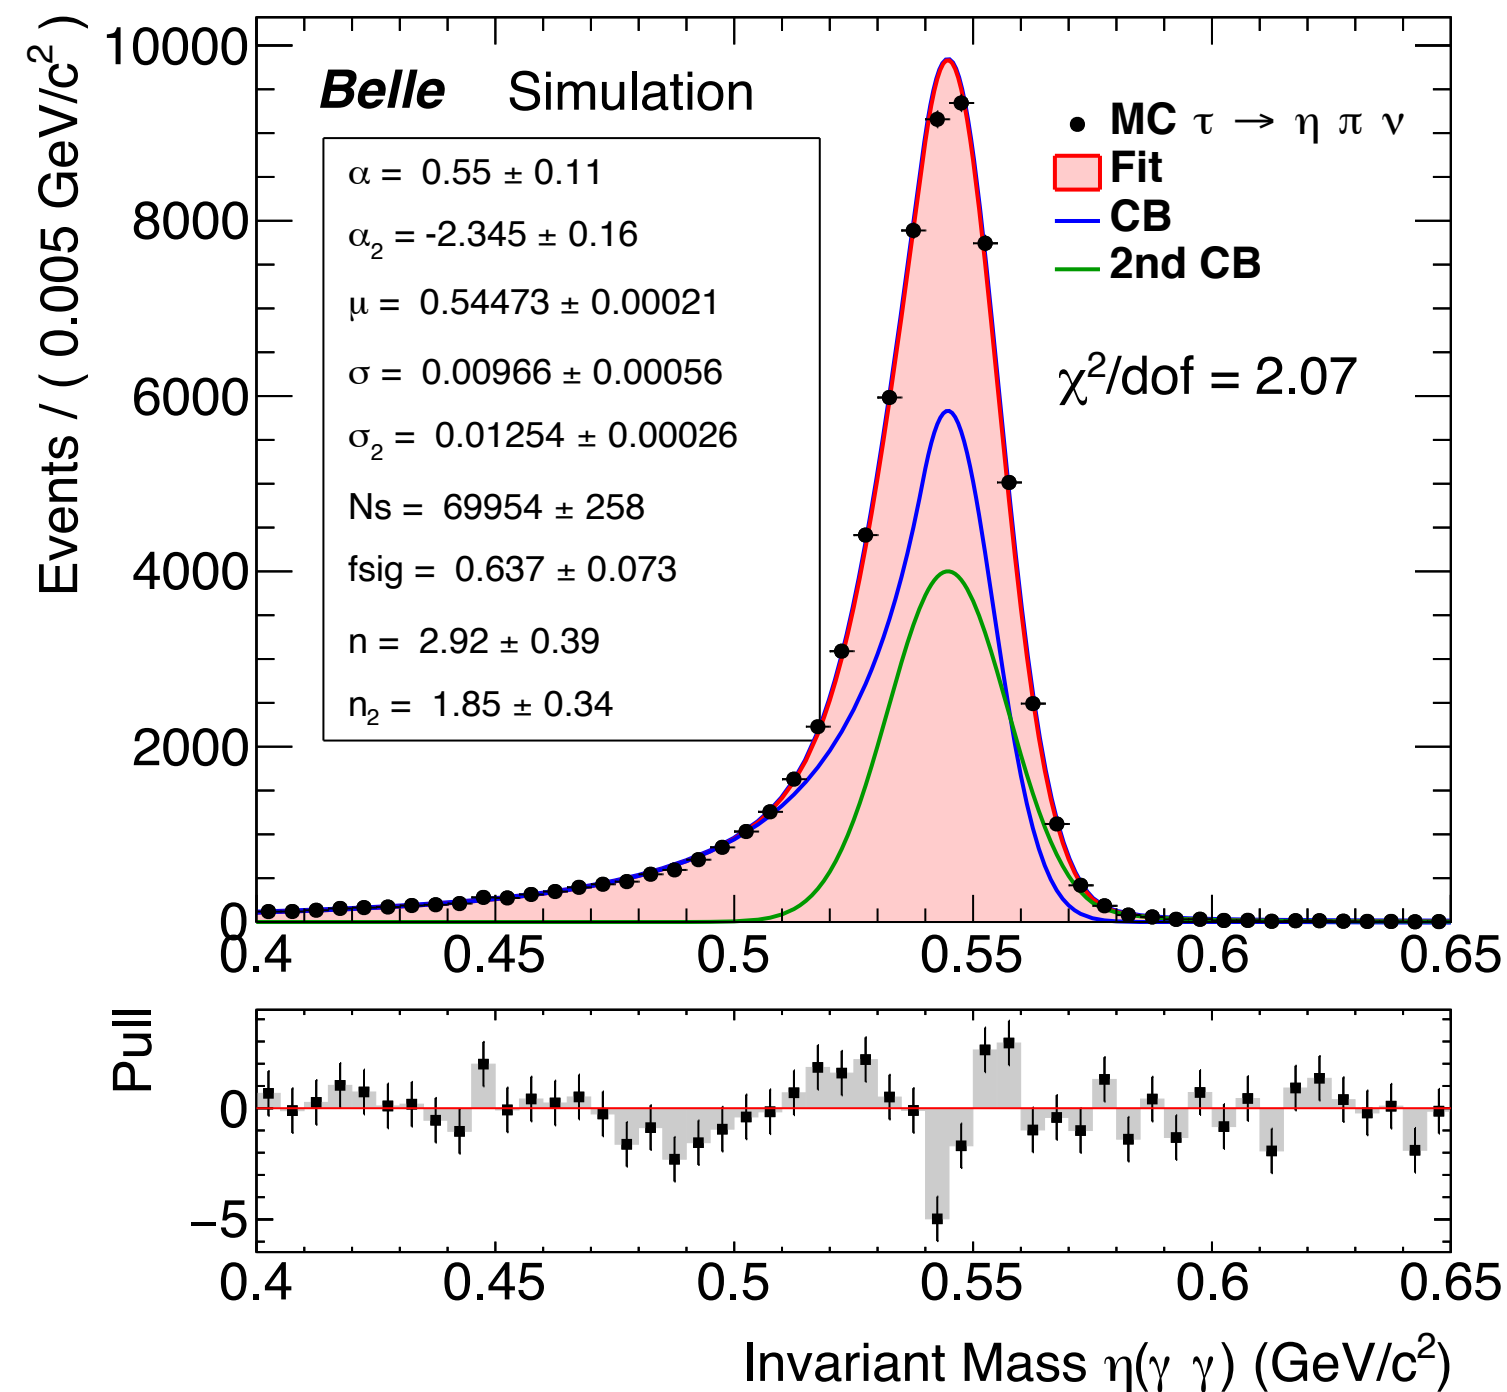 Events / ( 0.005 GeV/c²)
10000
8000
6000
4000
2000
0
Belle Simulation
α = 0.55 ± 0.11
α₂ = -2.345 ± 0.16
μ = 0.54473 ± 0.00021
σ = 0.00966 ± 0.00056
σ₂ = 0.01254 ± 0.00026
Ns = 69954 ± 258
fsig = 0.637 ± 0.073
n = 2.92 ± 0.39
n₂ = 1.85 ± 0.34
MC τ → η π ν
Fit
CB
2nd CB
χ²/dof = 2.07
0.4 0.45 0.5 0.55 0.6 0.65
Pull
0
−5
0.4 0.45 0.5 0.55 0.6 0.65
Invariant Mass η(γ γ) (GeV/c²)